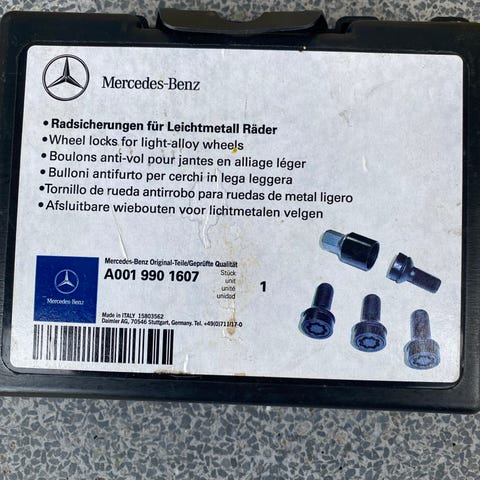 Mercedes-Benz
• Radsicherungen für Leichtmetall Räder
• Wheel locks for light-alloy wheels
• Boulons anti-vol pour jantes en alliage léger
• Bulloni antifurto per cerchi in lega leggera
• Tornillo de rueda antirrobo para ruedas de metal ligero
• Afsluitbare wiebouten voor lichtmetalen velgen
Mercedes-Benz Original-Teile/Geprüfte Qualität
A001 990 1607
Stück
unit
unité
unidad
1
Mercedes-Benz
Made in ITALY 15803562
Daimler AG, 70546 Stuttgart, Germany. Tel. +49(0)711/17-0